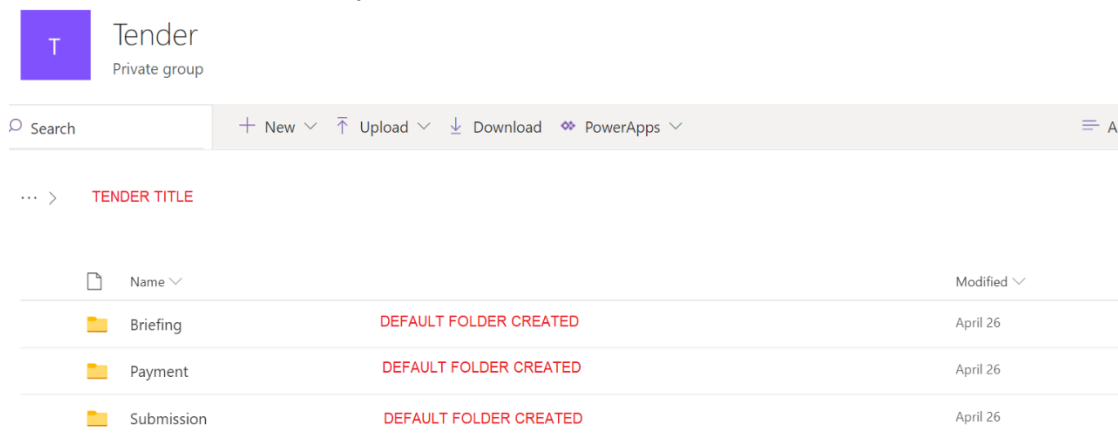 T
Tender
Private group
Search
New
Upload
Download
PowerApps
... >
TENDER TITLE
Name
Modified
Briefing
DEFAULT FOLDER CREATED
April 26
Payment
DEFAULT FOLDER CREATED
April 26
Submission
DEFAULT FOLDER CREATED
April 26